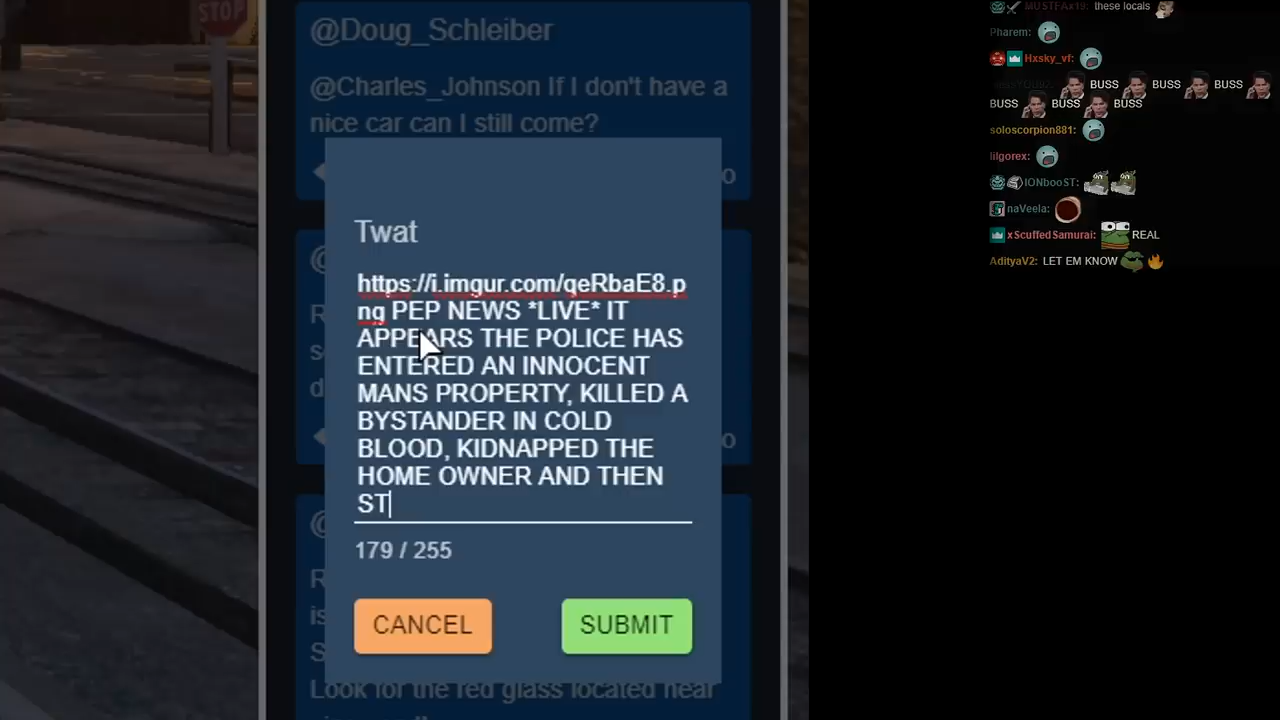 STOP
@Doug_Schleiber
@Charles_Johnson If I don't have a
nice car can I still come?
o
@
R
s
d
o
@
R
is
S
Look for the red glass located near
Twat
https://i.imgur.com/qeRbaE8.p
ng PEP NEWS *LIVE* IT
APPEARS THE POLICE HAS
ENTERED AN INNOCENT
MANS PROPERTY, KILLED A
BYSTANDER IN COLD
BLOOD, KIDNAPPED THE
HOME OWNER AND THEN
ST
179 / 255
CANCEL
SUBMIT
MUSTFAx19: these locals
Pharem:
Hxsky_vf:
BUSS BUSS BUSS
BUSS BUSS BUSS
soloscorpion881:
lilgorex:
IONbooST:
naVeela:
xScuffedSamurai: REAL
AdityaV2: LET EM KNOW